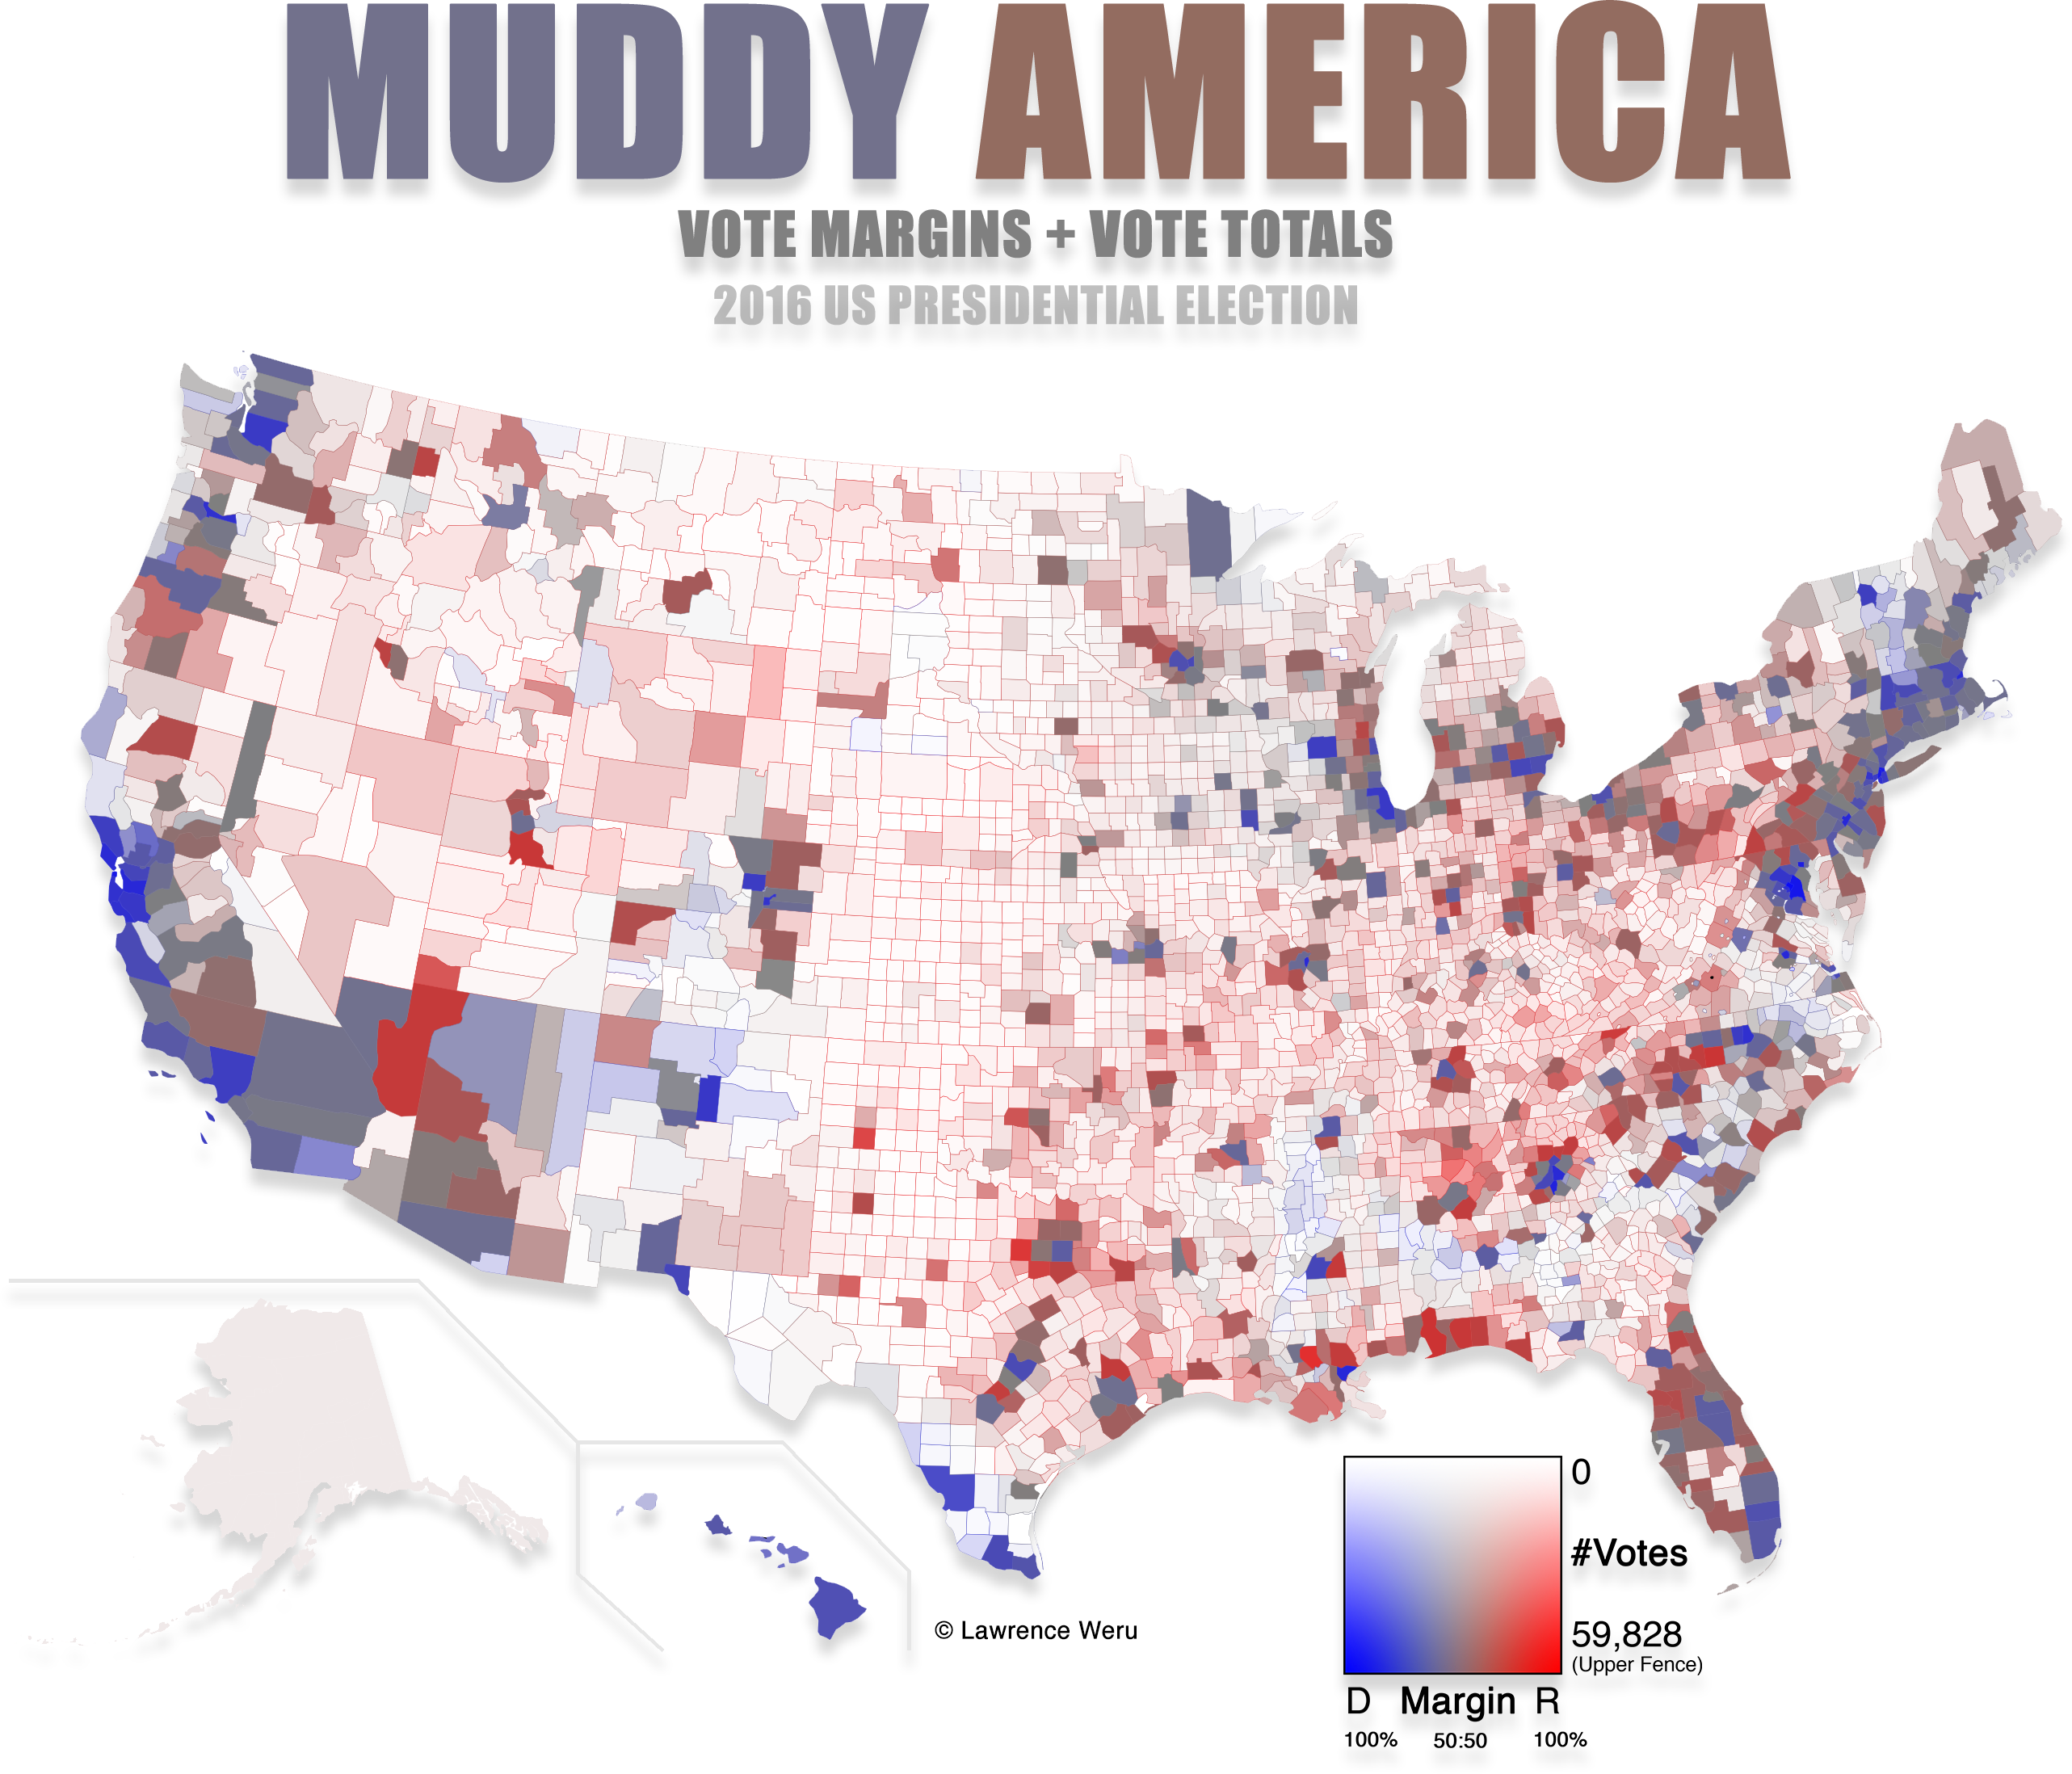 MUDDY AMERICA
VOTE MARGINS + VOTE TOTALS
2016 US PRESIDENTIAL ELECTION
© Lawrence Weru
0
#Votes
59,828
(Upper Fence)
D Margin R
100% 50:50 100%